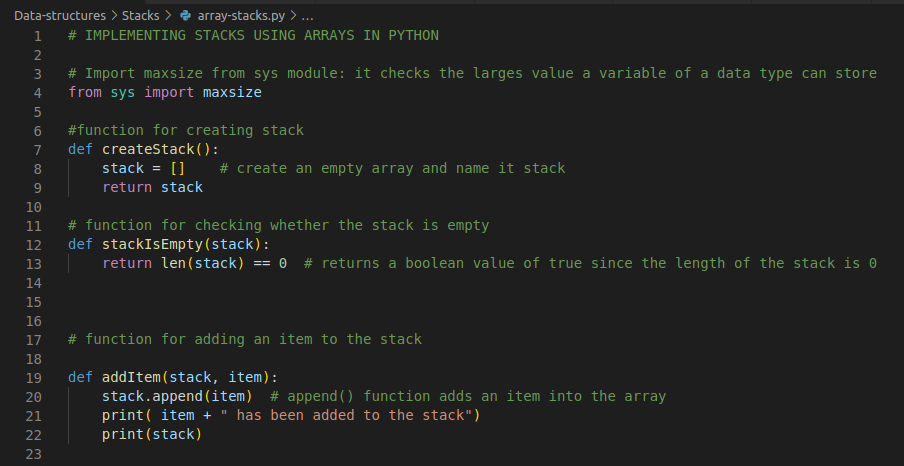 Data-structures > Stacks > array-stacks.py > ...
1 # IMPLEMENTING STACKS USING ARRAYS IN PYTHON
2
3 # Import maxsize from sys module: it checks the larges value a variable of a data type can store
4 from sys import maxsize
5
6 #function for creating stack
7 def createStack():
8     stack = []    # create an empty array and name it stack
9     return stack
10
11 # function for checking whether the stack is empty
12 def stackIsEmpty(stack):
13     return len(stack) == 0  # returns a boolean value of true since the length of the stack is 0
14
15
16
17 # function for adding an item to the stack
18
19 def addItem(stack, item):
20     stack.append(item)  # append() function adds an item into the array
21     print( item + " has been added to the stack")
22     print(stack)
23